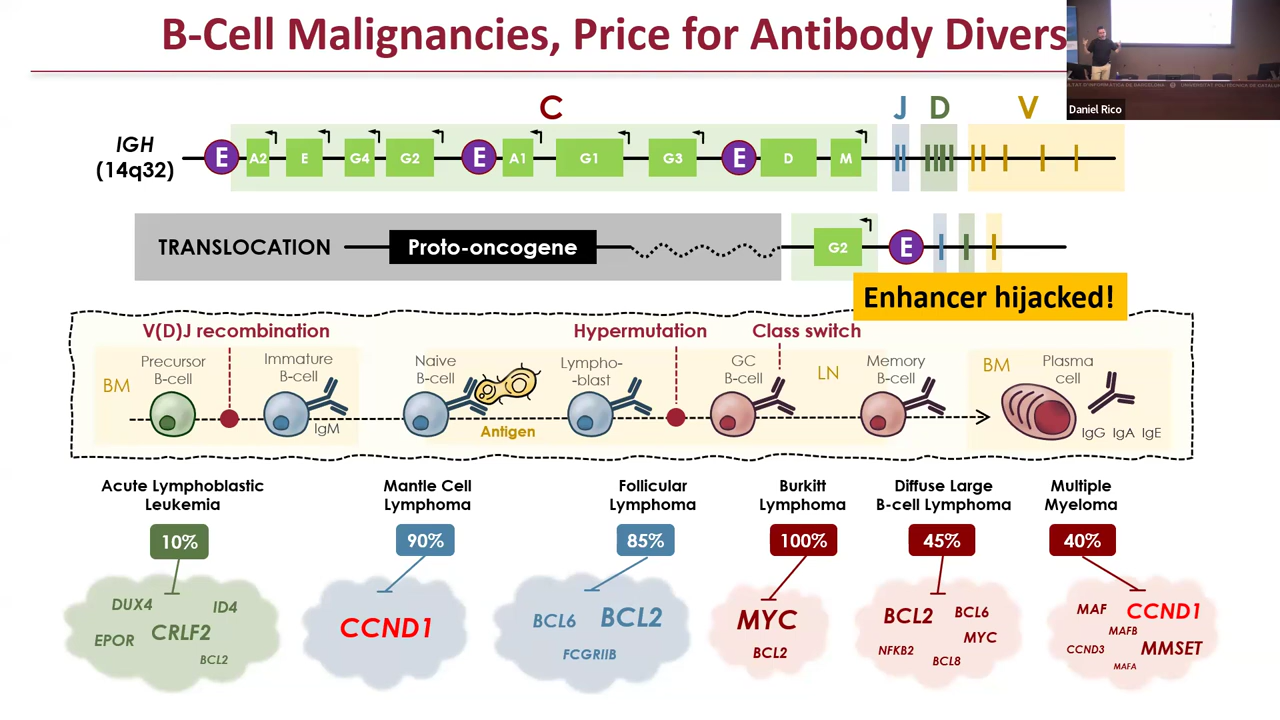 B-Cell Malignancies, Price for Antibody Divers
Daniel Rico
C J D V
IGH
(14q32)
E A2 E G4 G2 E A1 G1 G3 E D M
TRANSLOCATION Proto-oncogene G2 E
Enhancer hijacked!
V(D)J recombination Hypermutation Class switch
BM
Precursor
B-cell
Immature
B-cell
IgM
Naive
B-cell
Antigen
Lympho-
-blast
GC
B-cell
LN
Memory
B-cell
BM
Plasma
cell
IgG IgA IgE
Acute Lymphoblastic
Leukemia
10%
DUX4
ID4
EPOR
CRLF2
BCL2
Mantle Cell
Lymphoma
90%
CCND1
Follicular
Lymphoma
85%
BCL6
BCL2
FCGRIIB
Burkitt
Lymphoma
100%
MYC
BCL2
Diffuse Large
B-cell Lymphoma
45%
BCL2
BCL6
MYC
NFKB2
BCL8
Multiple
Myeloma
40%
MAF
CCND1
MAFB
CCND3
MMSET
MAFA